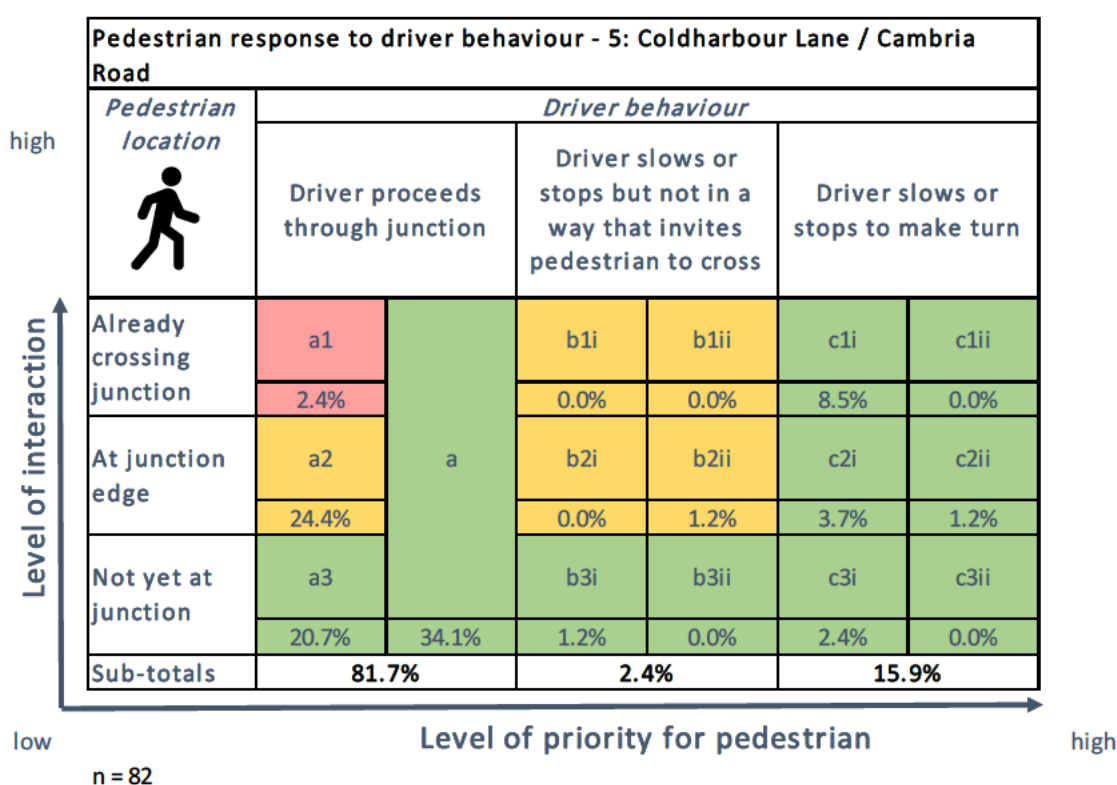 Pedestrian response to driver behaviour - 5: Coldharbour Lane / Cambria
Road
Pedestrian
location
Driver behaviour
high
Driver proceeds
through junction
Driver slows or
stops but not in a
way that invites
pedestrian to cross
Driver slows or
stops to make turn
Level of interaction
Already
crossing
junction
a1
b1i
b1ii
c1i
c1ii
2.4%
0.0%
0.0%
8.5%
0.0%
At junction
edge
a2
a
b2i
b2ii
c2i
c2ii
24.4%
0.0%
1.2%
3.7%
1.2%
Not yet at
junction
a3
b3i
b3ii
c3i
c3ii
20.7%
34.1%
1.2%
0.0%
2.4%
0.0%
Sub-totals
81.7%
2.4%
15.9%
low
Level of priority for pedestrian
high
n = 82